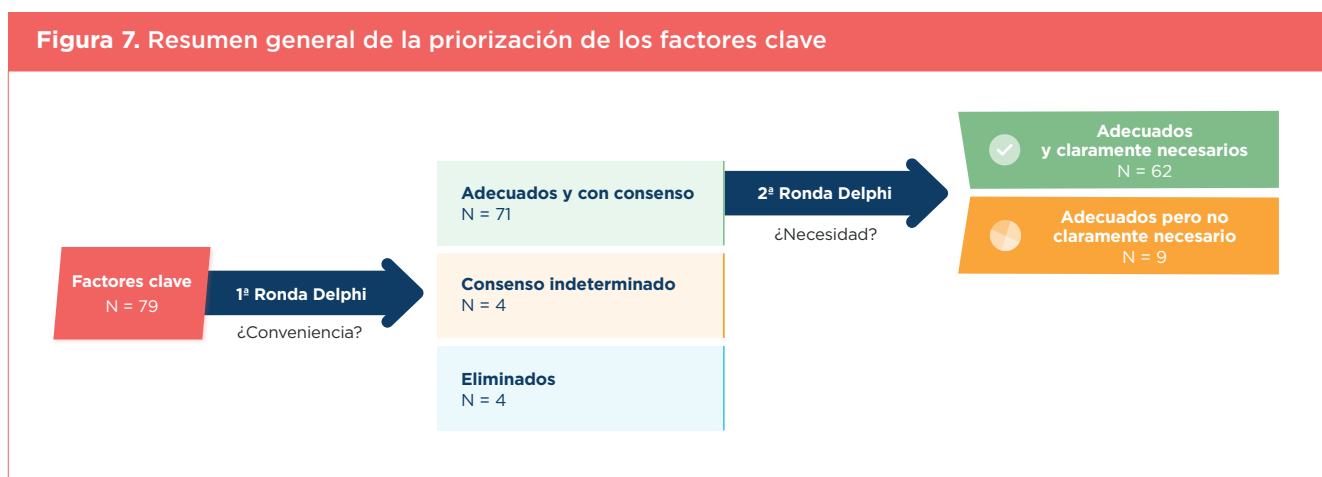 Figura 7. Resumen general de la priorización de los factores clave
Factores clave
N = 79
1ª Ronda Delphi
¿Conveniencia?
Adecuados y con consenso
N = 71
Consenso indeterminado
N = 4
Eliminados
N = 4
2ª Ronda Delphi
¿Necesidad?
Adecuados
y claramente necesarios
N = 62
Adecuados pero no
claramente necesario
N = 9